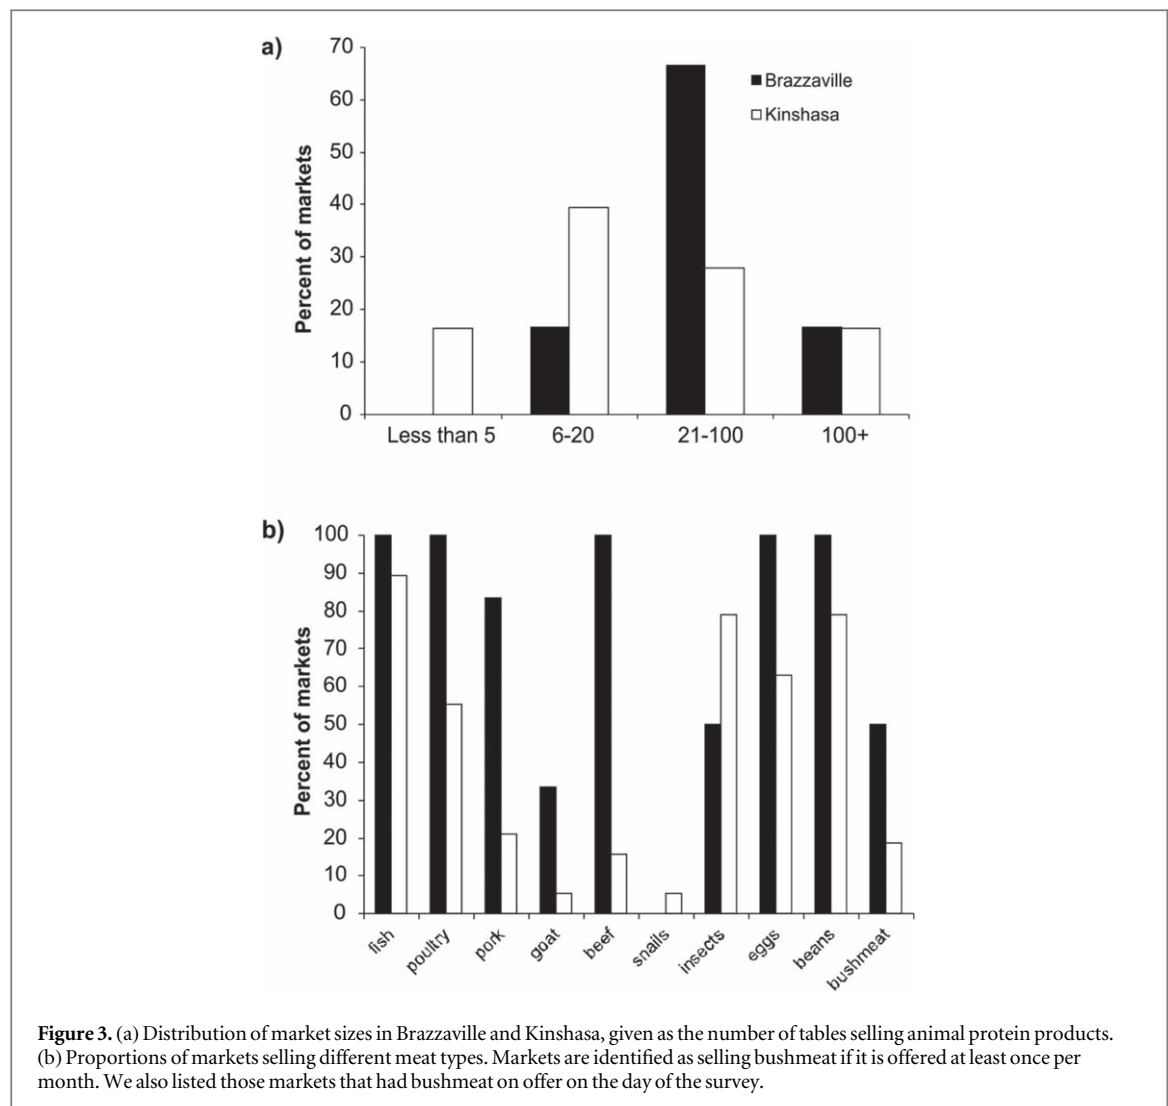 a)
70
60
50
40
30
20
10
0
Percent of markets
Brazzaville
Kinshasa
Less than 5 6-20 21-100 100+
b)
100
90
80
70
60
50
40
30
20
10
0
Percent of markets
fish poultry pork goat beef snails insects eggs beans bushmeat
Figure 3. (a) Distribution of market sizes in Brazzaville and Kinshasa, given as the number of tables selling animal protein products.
(b) Proportions of markets selling different meat types. Markets are identified as selling bushmeat if it is offered at least once per
month. We also listed those markets that had bushmeat on offer on the day of the survey.